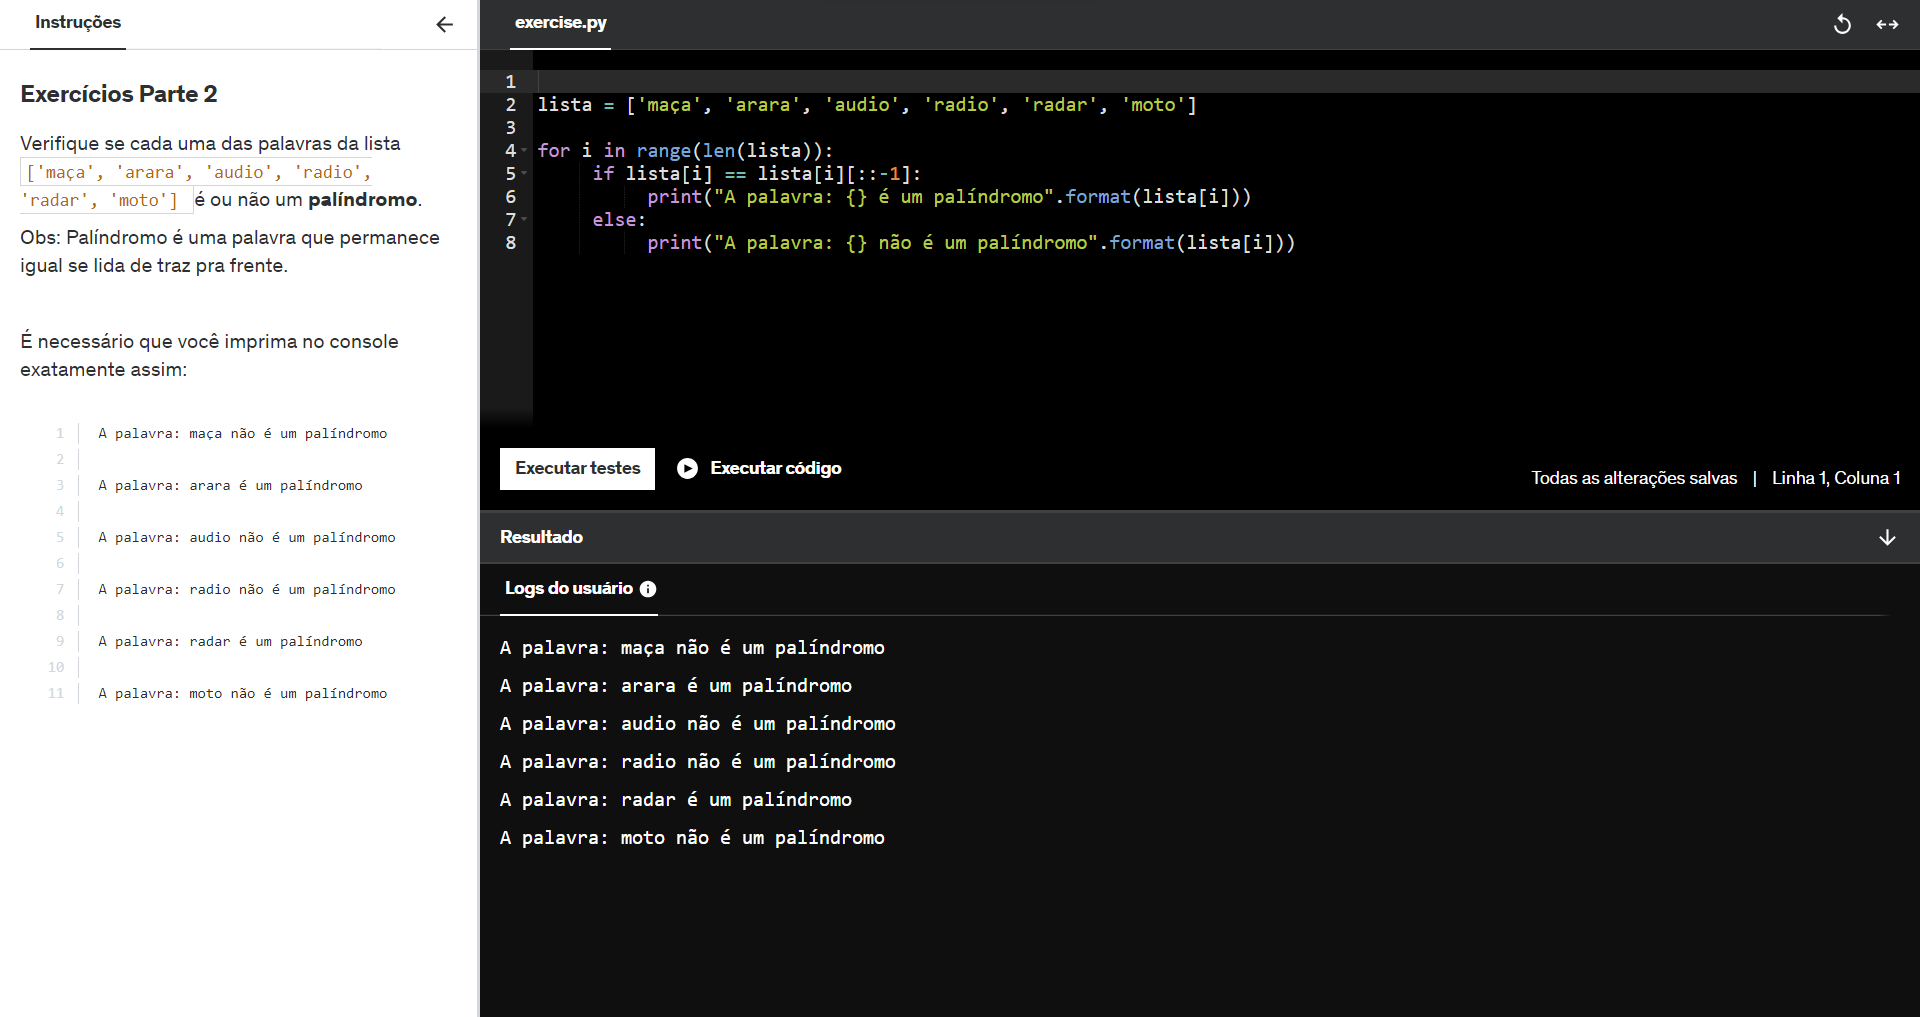 Instruções
Exercícios Parte 2
Verifique se cada uma das palavras da lista
['maça', 'arara', 'audio', 'radio',
'radar', 'moto'] é ou não um palíndromo.
Obs: Palíndromo é uma palavra que permanece
igual se lida de traz pra frente.
É necessário que você imprima no console
exatamente assim:
1 A palavra: maça não é um palíndromo
2
3 A palavra: arara é um palíndromo
4
5 A palavra: audio não é um palíndromo
6
7 A palavra: radio não é um palíndromo
8
9 A palavra: radar é um palíndromo
10
11 A palavra: moto não é um palíndromo
exercise.py
1
2 lista = ['maça', 'arara', 'audio', 'radio', 'radar', 'moto']
3
4 for i in range(len(lista)):
5 if lista[i] == lista[i][::-1]:
6 print("A palavra: {} é um palíndromo".format(lista[i]))
7 else:
8 print("A palavra: {} não é um palíndromo".format(lista[i]))
Executar testes
Executar código
Todas as alterações salvas | Linha 1, Coluna 1
Resultado
Logs do usuário
A palavra: maça não é um palíndromo
A palavra: arara é um palíndromo
A palavra: audio não é um palíndromo
A palavra: radio não é um palíndromo
A palavra: radar é um palíndromo
A palavra: moto não é um palíndromo